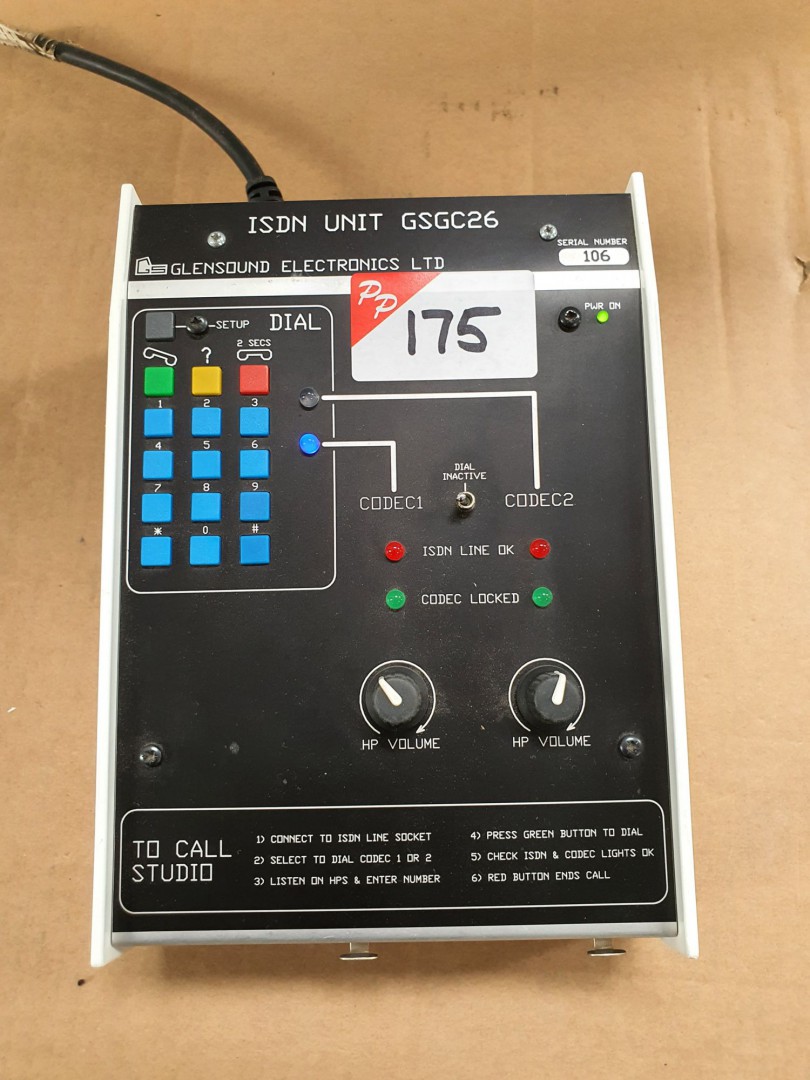 ISDN UNIT GSGC26
SERIAL NUMBER
106
GS GLENSOUND ELECTRONICS LTD
PP
175
PWR ON
SETUP DIAL
? 2 SECS
1 2 3
4 5 6
7 8 9
* 0 #
DIAL
INACTIVE
CODEC1 CODEC2
ISDN LINE OK
CODEC LOCKED
HP VOLUME HP VOLUME
TO CALL
STUDIO
1) CONNECT TO ISDN LINE SOCKET
2) SELECT TO DIAL CODEC 1 OR 2
3) LISTEN ON HPS & ENTER NUMBER
4) PRESS GREEN BUTTON TO DIAL
5) CHECK ISDN & CODEC LIGHTS OK
6) RED BUTTON ENDS CALL